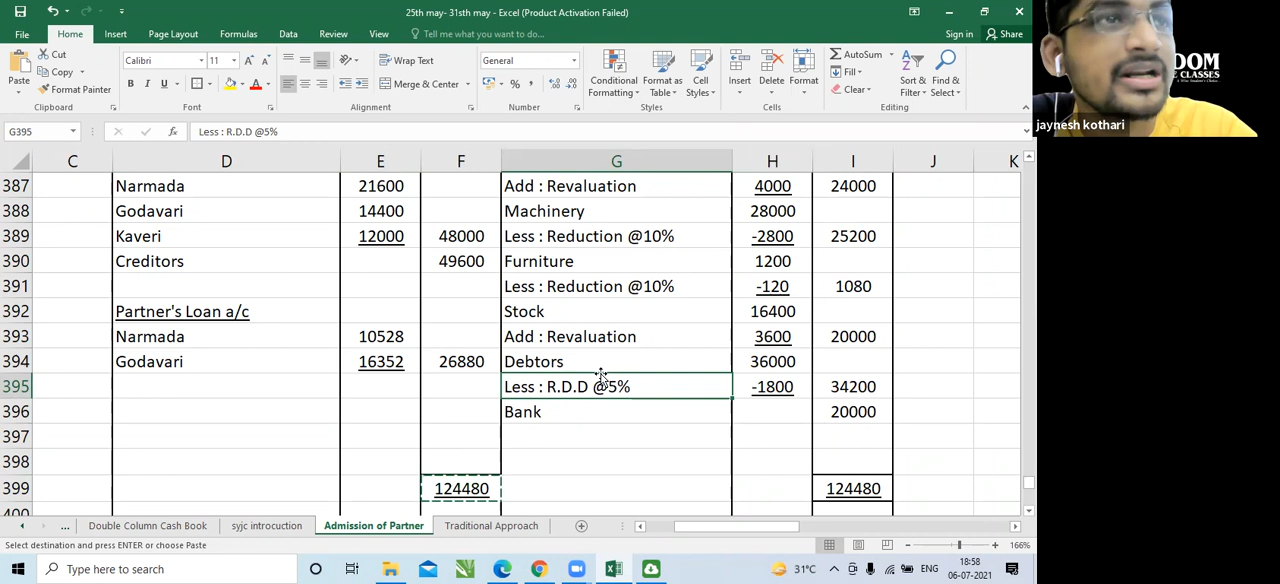 25th may- 31sth may - Excel (Product Activation Failed)
File Home Insert Page Layout Formulas Data Review View Tell me what you want to do... Sign in Share
Paste
Cut
Copy
Format Painter
Calibri 11
B I U
Wrap Text
Merge & Center
General
%
Conditional Formatting
Format as Table
Cell Styles
Insert Delete Format
AutoSum
Fill
Clear
Sort & Filter
Find & Select
Clipboard Font Alignment Number Styles Cells Editing
OOM
E CLASSES
jaynesh kothari
G395 fx Less : R.D.D @5%
C D E F G H I J K
387 Narmada 21600 Add : Revaluation 4000 24000
388 Godavari 14400 Machinery 28000
389 Kaveri 12000 48000 Less : Reduction @10% -2800 25200
390 Creditors 49600 Furniture 1200
391 Less : Reduction @10% -120 1080
392 Partner's Loan a/c Stock 16400
393 Narmada 10528 Add : Revaluation 3600 20000
394 Godavari 16352 26880 Debtors 36000
395 Less : R.D.D @5% -1800 34200
396 Bank 20000
397
398
399 124480 124480
400
... Double Column Cash Book syjc introcuction Admission of Partner Traditional Approach
Select destination and press ENTER or choose Paste 166%
Type here to search 31°C ENG 18:58
06-07-2021